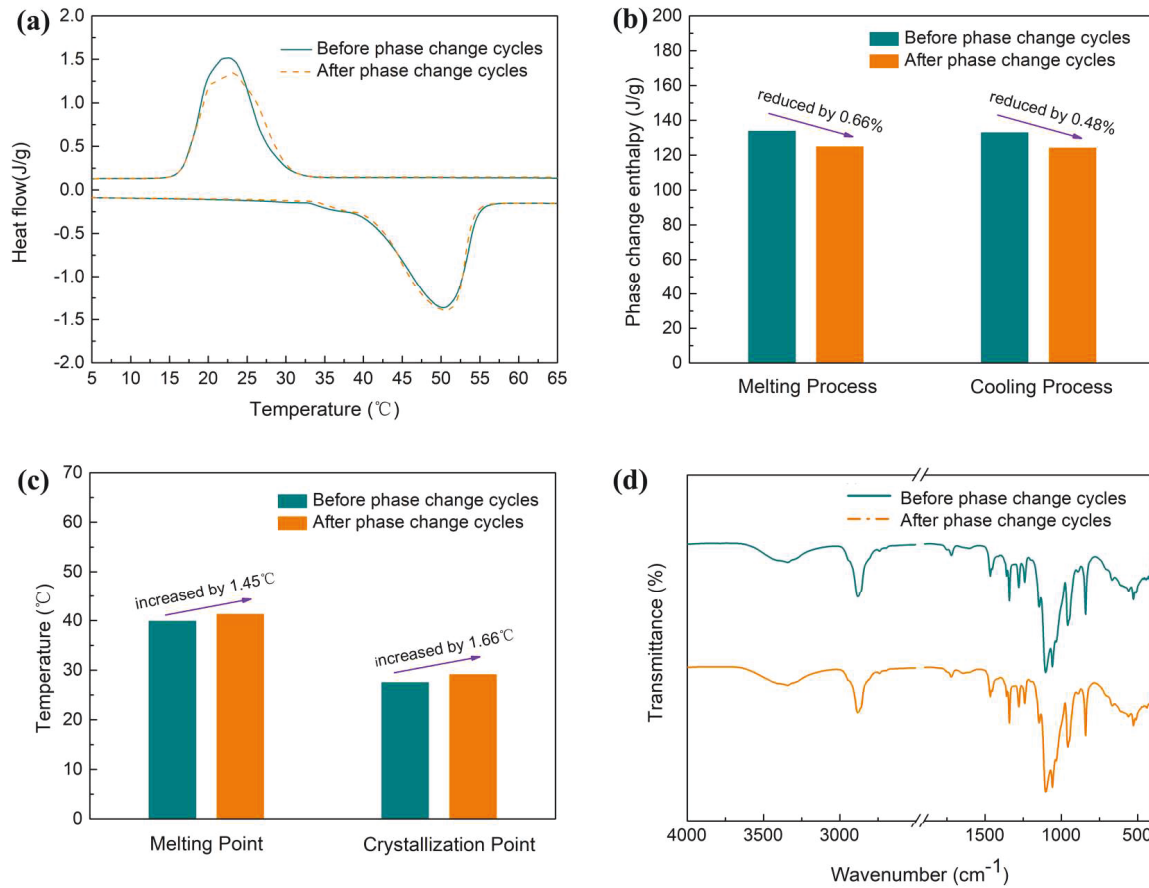 (a)
2.0
1.5
1.0
0.5
0.0
-0.5
-1.0
-1.5
-2.0
Heat flow(J/g)
Before phase change cycles
After phase change cycles
5 10 15 20 25 30 35 40 45 50 55 60 65
Temperature (℃)
(b)
200
180
160
140
120
100
80
60
40
20
0
Phase change enthalpy (J/g)
Before phase change cycles
After phase change cycles
reduced by 0.66%
reduced by 0.48%
Melting Process Cooling Process
(c)
70
60
50
40
30
20
10
0
Temperature (℃)
Before phase change cycles
After phase change cycles
increased by 1.45℃
increased by 1.66℃
Melting Point Crystallization Point
(d)
Transmittance (%)
Before phase change cycles
After phase change cycles
4000 3500 3000 1500 1000 500
Wavenumber (cm-1)